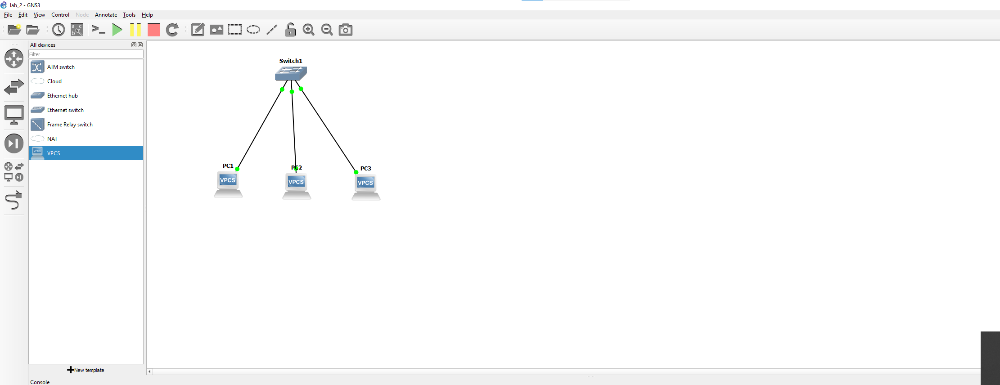 lab_2 - GNS3
File Edit View Control Node Annotate Tools Help
All devices
Filter
ATM switch
Cloud
Ethernet hub
Ethernet switch
Frame Relay switch
NAT
VPCS
New template
Console
Switch1
PC1
PC2
PC3
VPCS
VPCS
VPCS